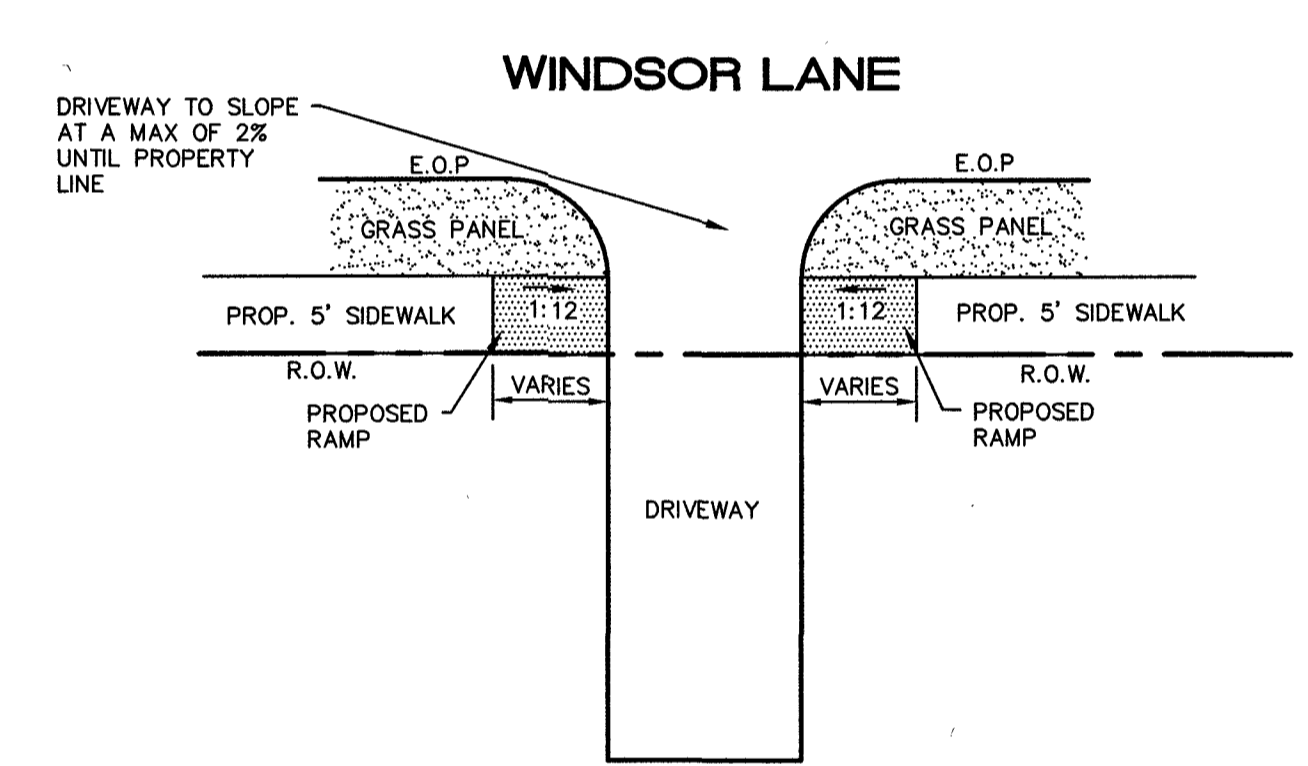 WINDSOR LANE
DRIVEWAY TO SLOPE
AT A MAX OF 2%
UNTIL PROPERTY
LINE
E.O.P
E.O.P
GRASS PANEL
GRASS PANEL
PROP. 5' SIDEWALK
1:12
1:12
PROP. 5' SIDEWALK
R.O.W.
VARIES
VARIES
R.O.W.
PROPOSED
RAMP
PROPOSED
RAMP
DRIVEWAY